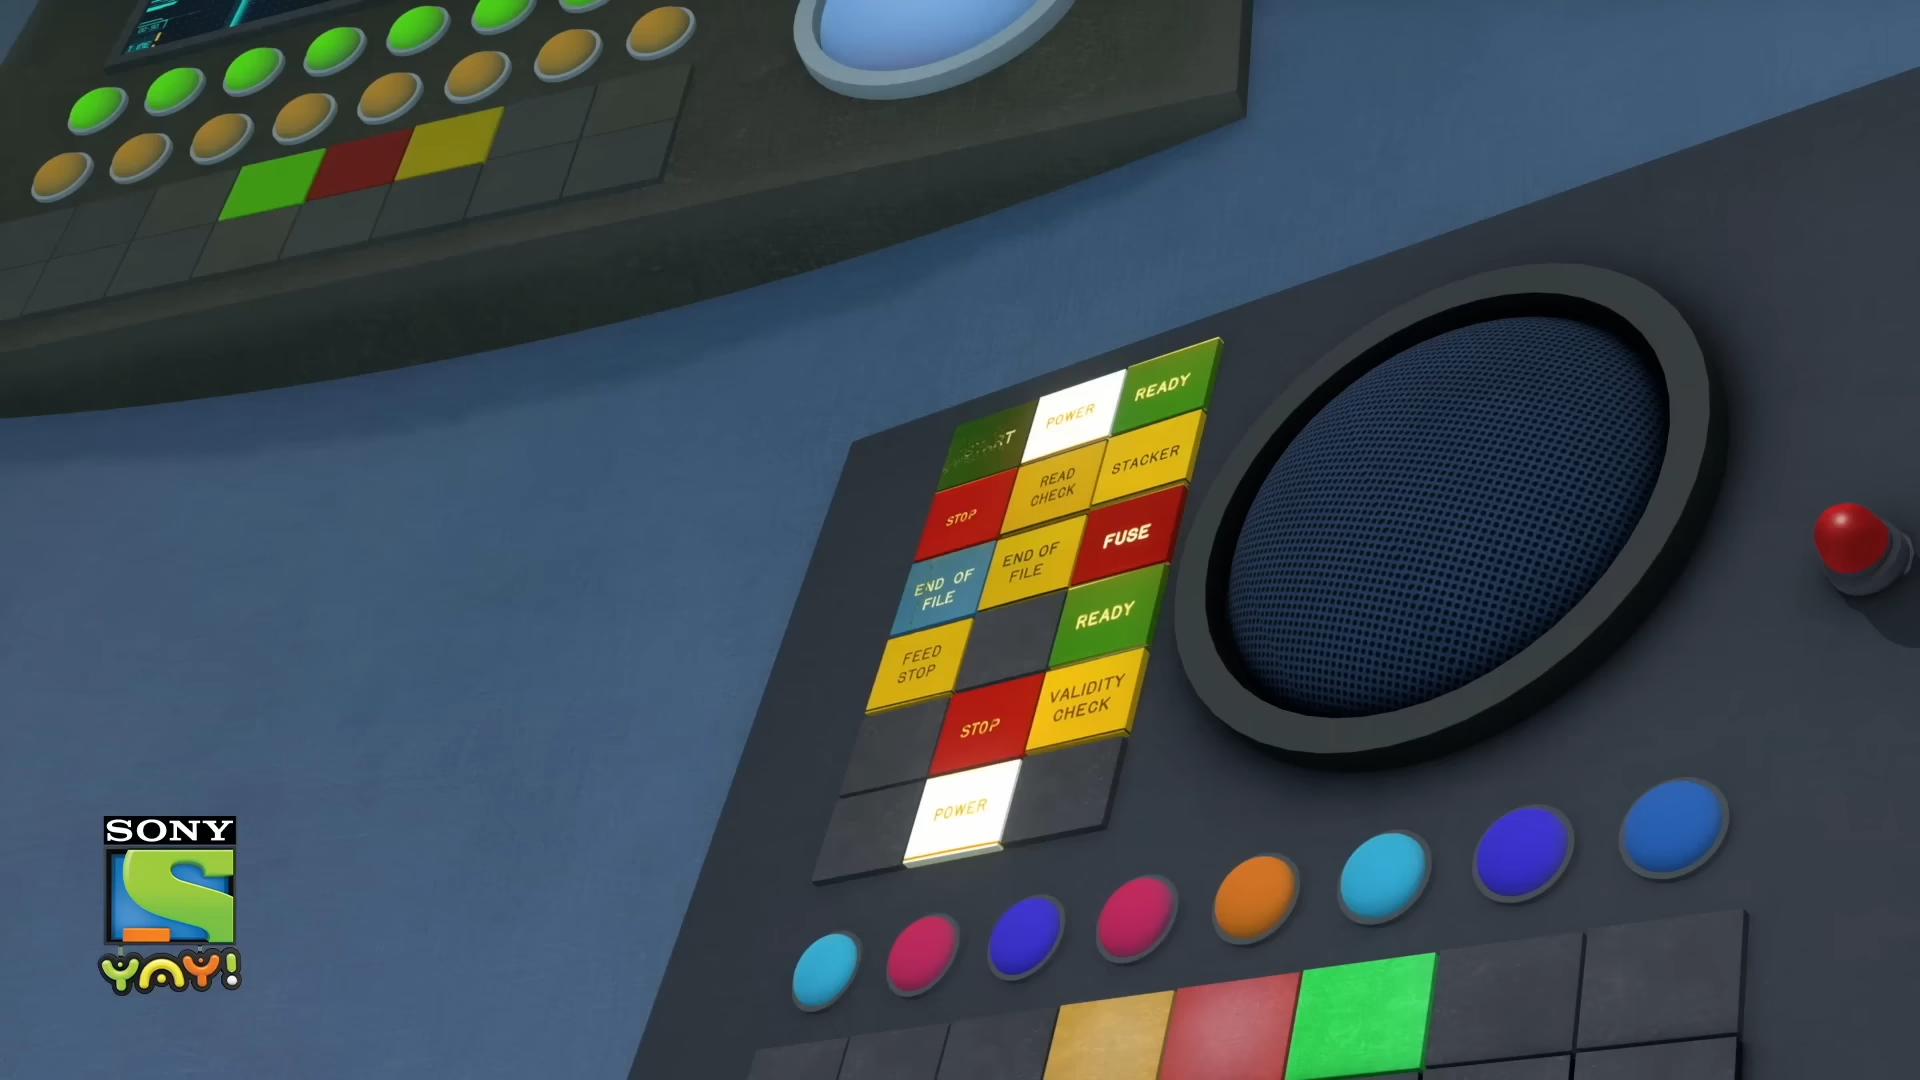 START
POWER
READY
STOP
READ
CHECK
STACKER
END OF
FILE
END OF
FILE
FUSE
FEED
STOP
READY
STOP
VALIDITY
CHECK
POWER
SONY
YAY!